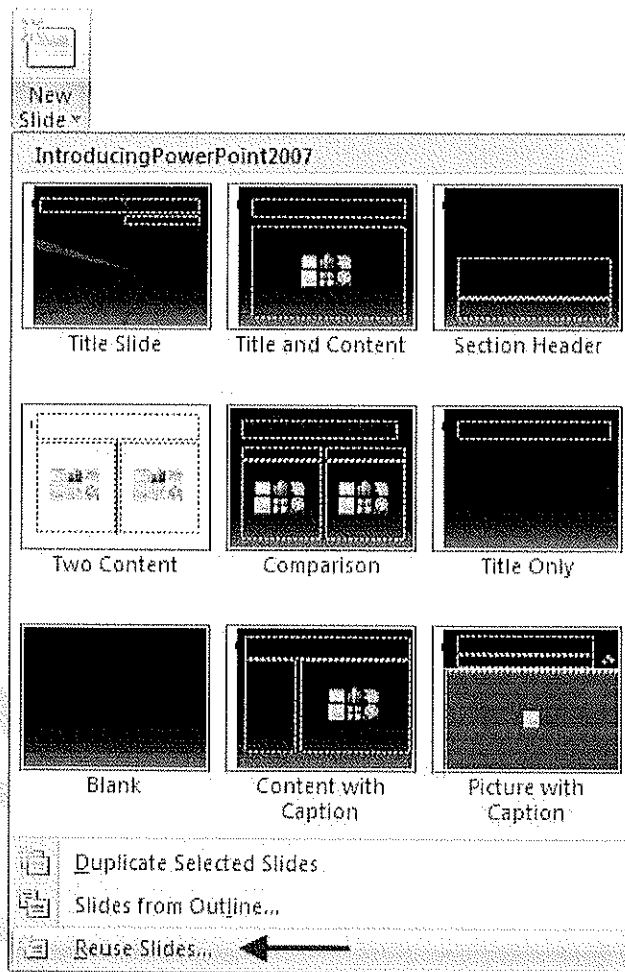 New
Slide
IntroducingPowerPoint2007
Title Slide
Title and Content
Section Header
Two Content
Comparison
Title Only
Blank
Content with
Caption
Picture with
Caption
Duplicate Selected Slides
Slides from Outline...
Reuse Slides...